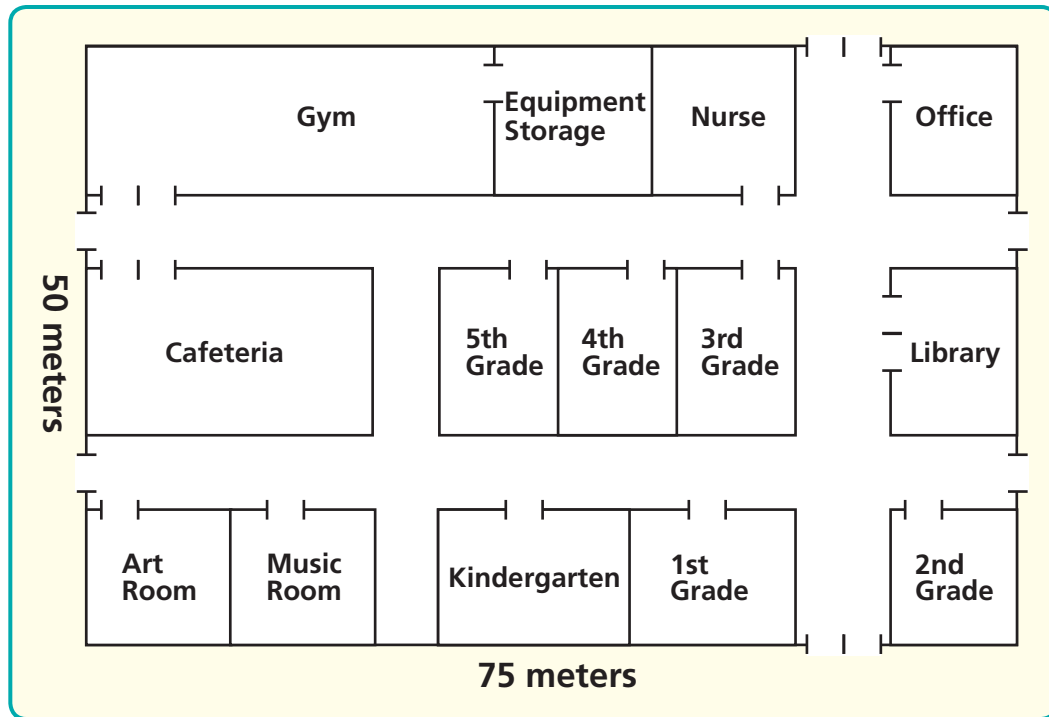 Gym
Equipment
Storage
Nurse
Office
50 meters
Cafeteria
5th
Grade
4th
Grade
3rd
Grade
Library
Art
Room
Music
Room
Kindergarten
1st
Grade
2nd
Grade
75 meters